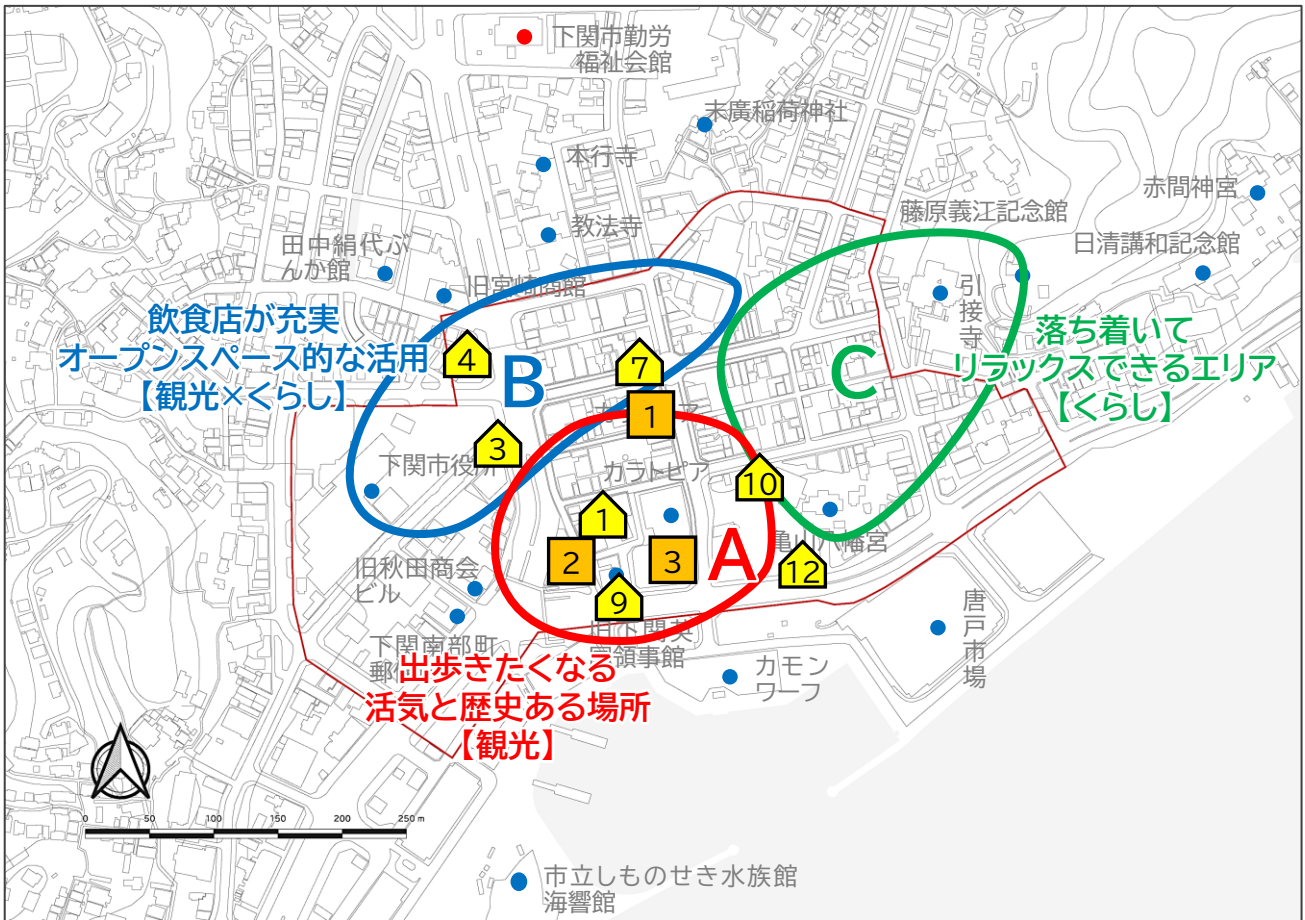 下関市勤労
福祉会館
末廣稲荷神社
本行寺
赤間神宮
藤原義江記念館
教法寺
日清講和記念館
田中絹代ぶ
んか館
旧宮崎商館
引接寺
飲食店が充実
オープンスペース的な活用
【観光×くらし】
落ち着いて
リラックスできるエリア
【くらし】
4
B
7
C
1
3
下関市役所
カラトピア
10
1
2
3
A
亀山八幡宮
12
旧秋田商会
ビル
9
唐戸市場
下関南部町
旧下関英
領事館
カモン
ワーフ
出歩きたくなる
活気と歴史ある場所
【観光】
0 50 100 150 200 250 m
市立しものせき水族館
海響館